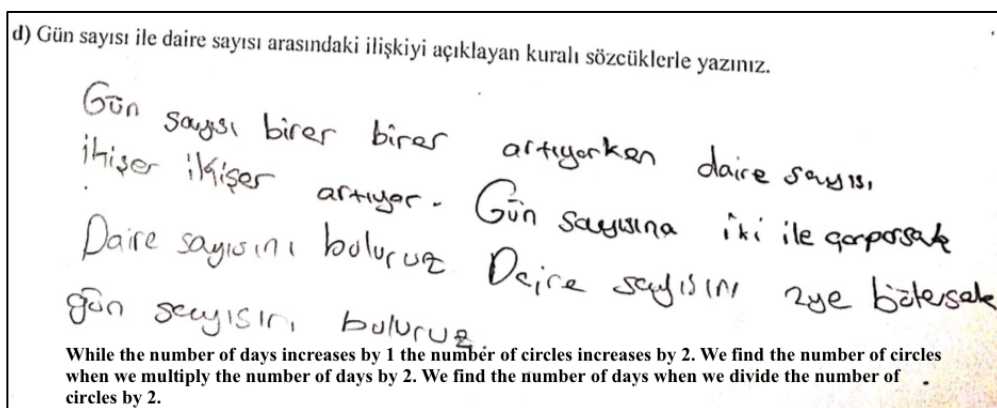 d) Gün sayısı ile daire sayısı arasındaki ilişkiyi açıklayan kuralı sözcüklerle yazınız.
Gün sayısı birer birer artıyorken daire sayısı,
ikişer ikişer artıyor. Gün sayısına iki ile çarparsak
Daire sayısını buluruz Daire sayısını 2ye bölersek
gün sayısını buluruz.
While the number of days increases by 1 the number of circles increases by 2. We find the number of circles
when we multiply the number of days by 2. We find the number of days when we divide the number of
circles by 2.